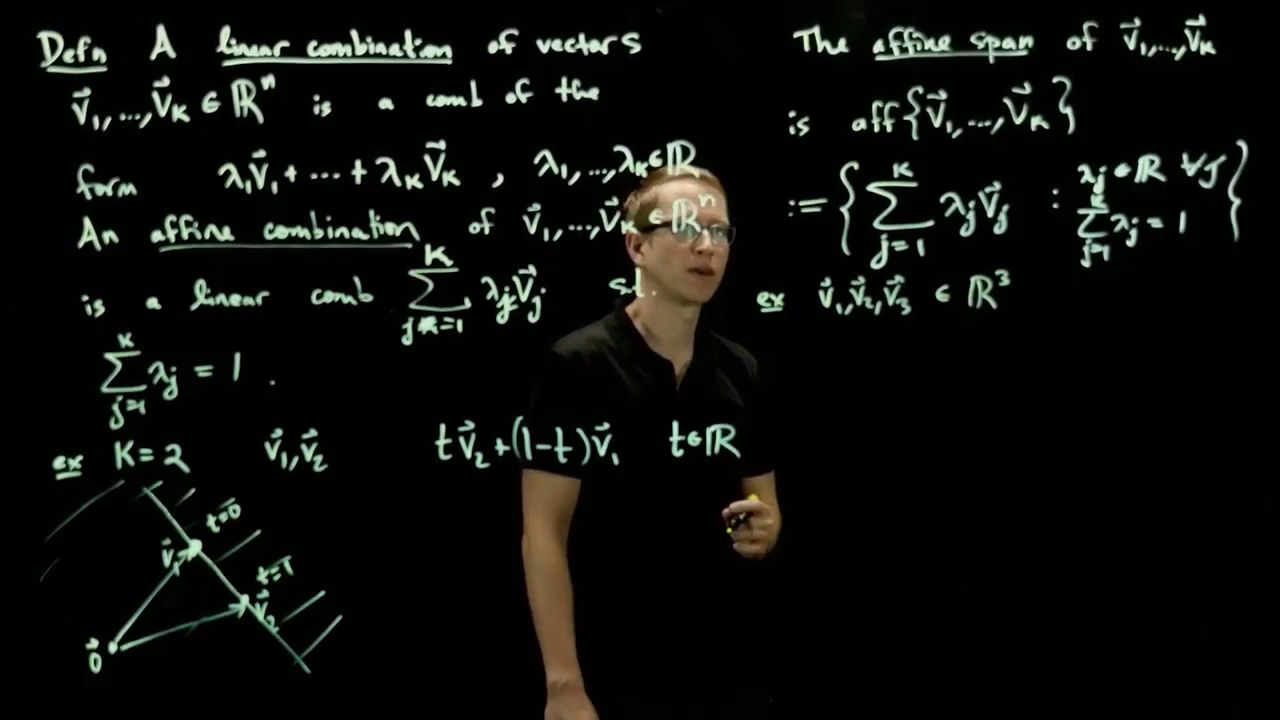 Defn A linear combination of vectors
v⃗₁,...,v⃗ₖ ∈ ℝⁿ is a comb of the
form λ₁v⃗₁ + ⋯ + λₖv⃗ₖ , λ₁,...,λₖ ∈ ℝ
An affine combination of v⃗₁,...,v⃗ₖ ∈ ℝⁿ
is a linear comb ∑_{j=1}^{K} λⱼv⃗ⱼ s.t.
∑_{j=1}^{K} λⱼ = 1 .
ex K=2 v⃗₁,v⃗₂ tv⃗₂+(1-t)v⃗₁ t∈ℝ
t=0
v⃗₁
t=1
v⃗₂
0⃗
The affine span of v⃗₁,...,v⃗ₖ
is aff{v⃗₁,...,v⃗ₖ}
:= { ∑_{j=1}^{K} λⱼv⃗ⱼ : λⱼ ∈ ℝ ∀j
∑_{j=1}^{k} λⱼ = 1 }
ex v⃗₁,v⃗₂,v⃗₃ ∈ ℝ³